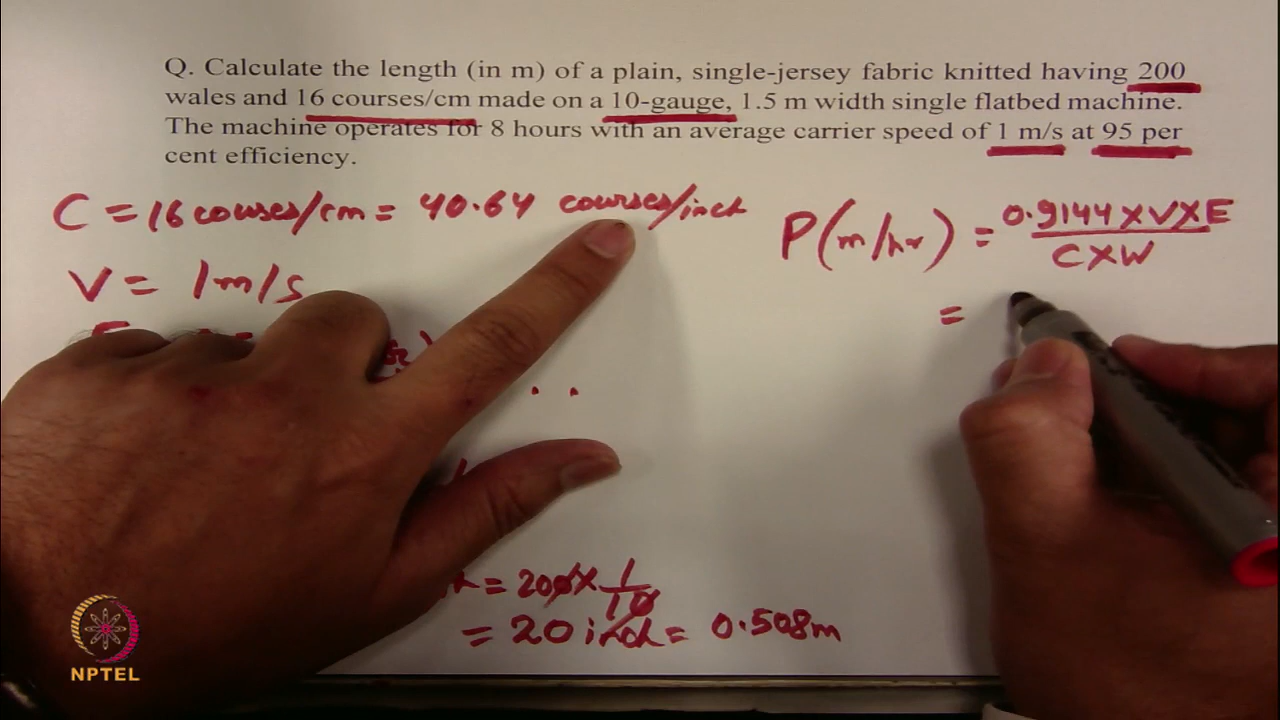 Q. Calculate the length (in m) of a plain, single-jersey fabric knitted having 200
wales and 16 courses/cm made on a 10-gauge, 1.5 m width single flatbed machine.
The machine operates for 8 hours with an average carrier speed of 1 m/s at 95 per
cent efficiency.
C = 16 courses/cm = 40.64 courses/inch
V = 1m/s
P(m/hr) = 0.9144 X V X E
C X W
=
= 200 X 1/10
= 20 inch = 0.508m
NPTEL